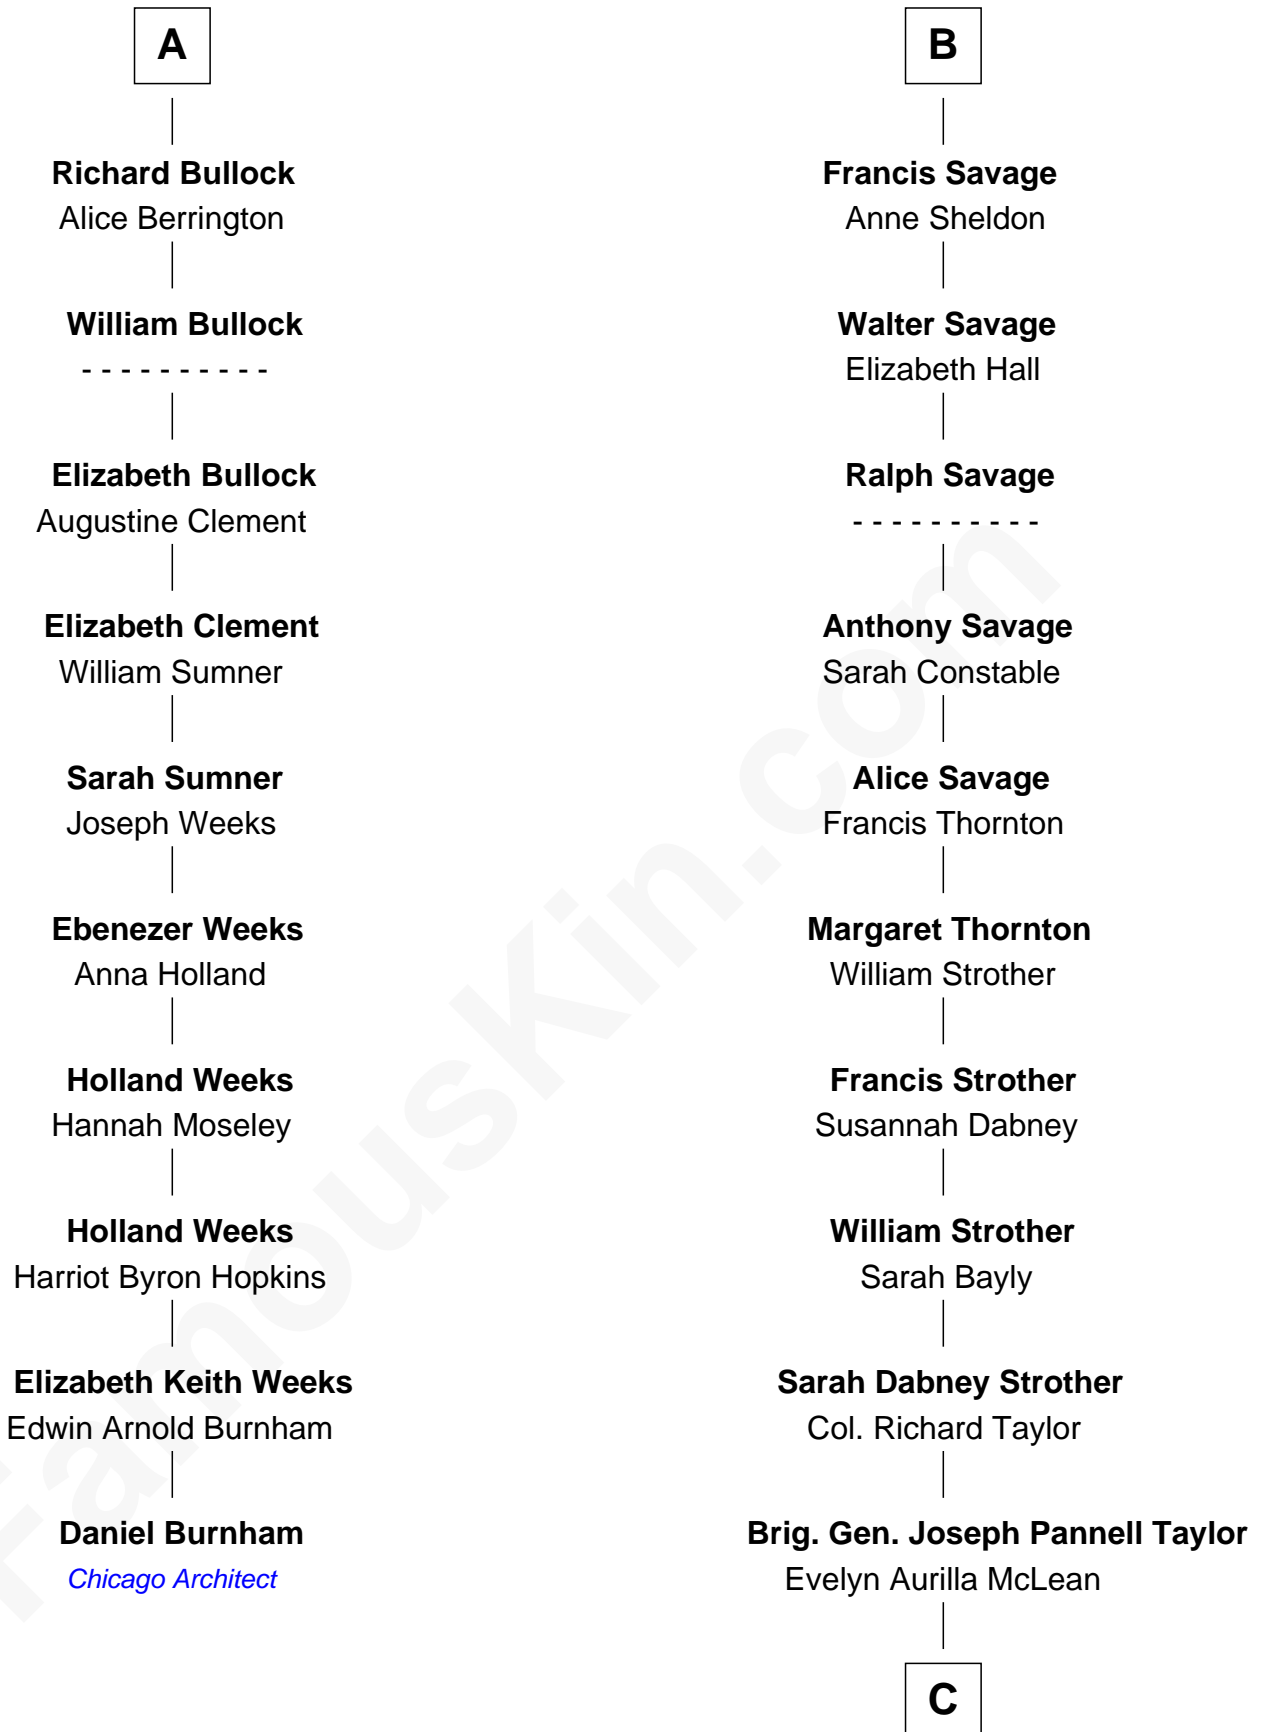 A
Richard Bullock
Alice Berrington
William Bullock
- - - - - - - - - -
Elizabeth Bullock
Augustine Clement
Elizabeth Clement
William Sumner
Sarah Sumner
Joseph Weeks
Ebenezer Weeks
Anna Holland
Holland Weeks
Hannah Moseley
Holland Weeks
Harriot Byron Hopkins
Elizabeth Keith Weeks
Edwin Arnold Burnham
Daniel Burnham
Chicago Architect
B
Francis Savage
Anne Sheldon
Walter Savage
Elizabeth Hall
Ralph Savage
- - - - - - - - - -
Anthony Savage
Sarah Constable
Alice Savage
Francis Thornton
Margaret Thornton
William Strother
Francis Strother
Susannah Dabney
William Strother
Sarah Bayly
Sarah Dabney Strother
Col. Richard Taylor
Brig. Gen. Joseph Pannell Taylor
Evelyn Aurilla McLean
C
FamousKin.com